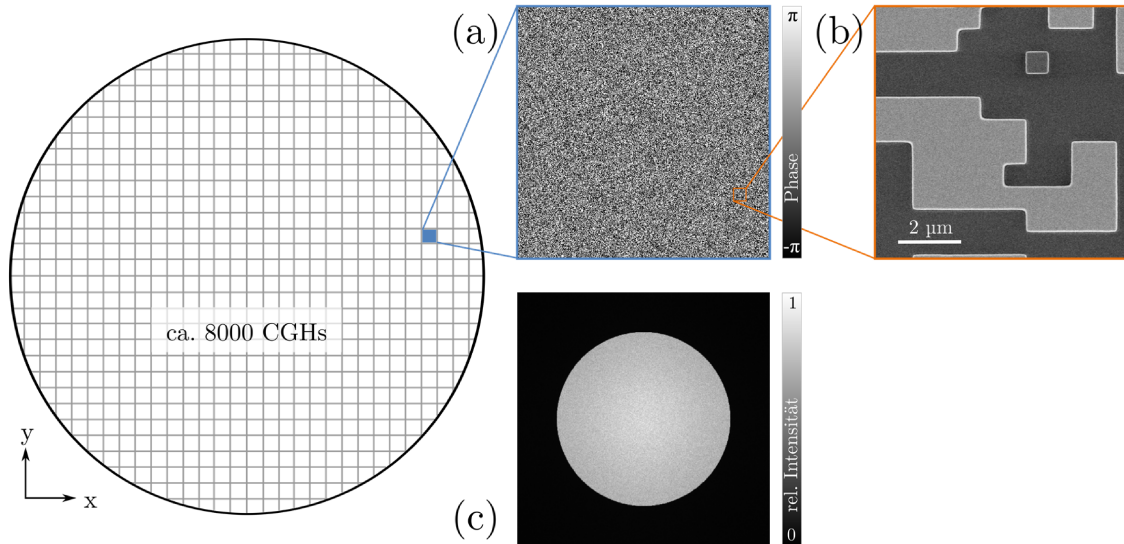 (a)
π
Phase
-π
(b)
2 µm
ca. 8000 CGHs
y
x
(c)
1
rel. Intensität
0